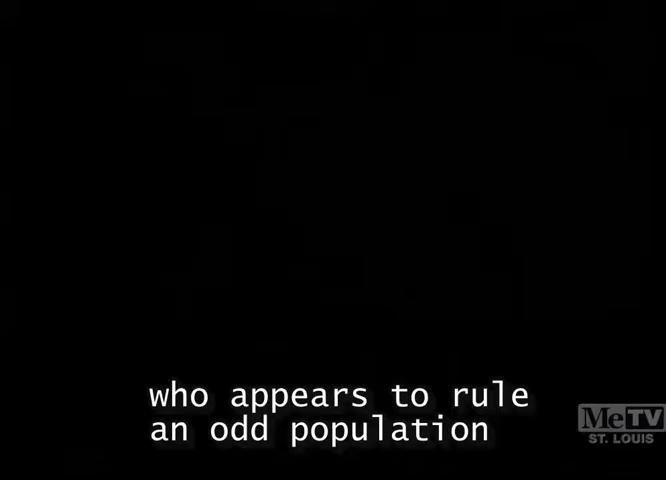 who appears to rule
an odd population
MeTV
ST. LOUIS